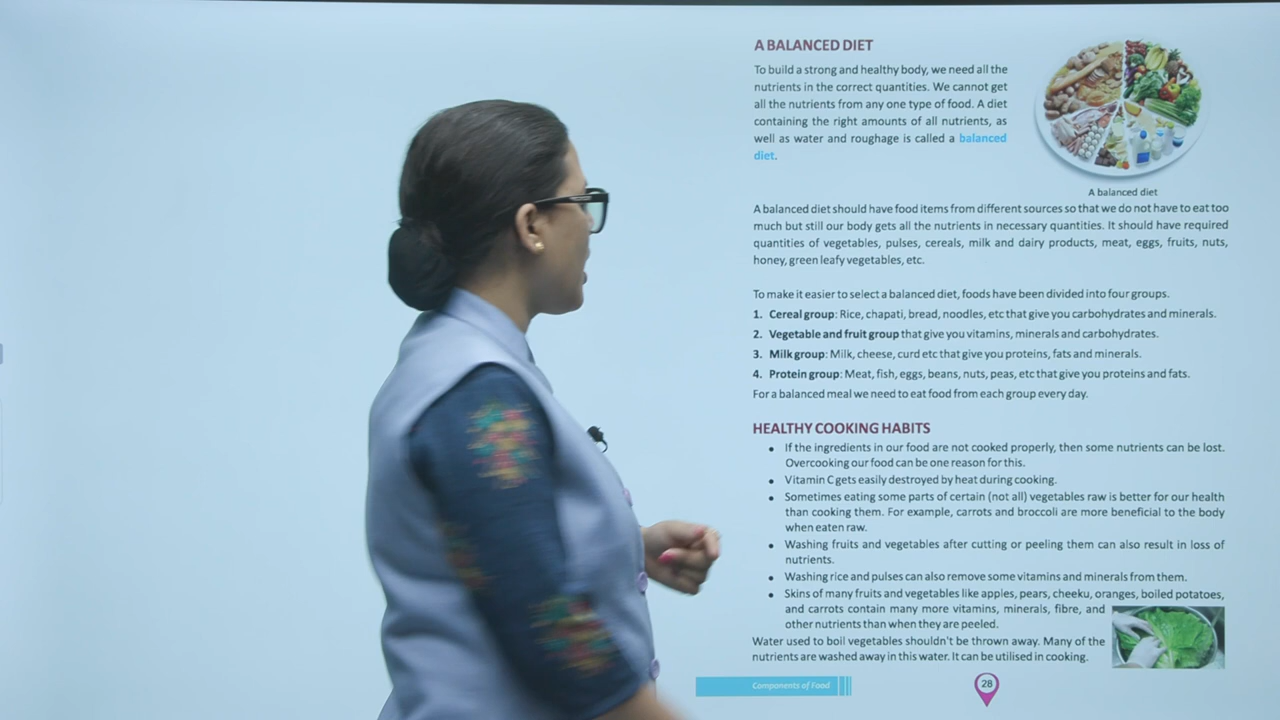 A BALANCED DIET
To build a strong and healthy body, we need all the
nutrients in the correct quantities. We cannot get
all the nutrients from any one type of food. A diet
containing the right amounts of all nutrients, as
well as water and roughage is called a balanced
diet.
A balanced diet
A balanced diet should have food items from different sources so that we do not have to eat too
much but still our body gets all the nutrients in necessary quantities. It should have required
quantities of vegetables, pulses, cereals, milk and dairy products, meat, eggs, fruits, nuts,
honey, green leafy vegetables, etc.
To make it easier to select a balanced diet, foods have been divided into four groups.
1. Cereal group: Rice, chapati, bread, noodles, etc that give you carbohydrates and minerals.
2. Vegetable and fruit group that give you vitamins, minerals and carbohydrates.
3. Milk group: Milk, cheese, curd etc that give you proteins, fats and minerals.
4. Protein group: Meat, fish, eggs, beans, nuts, peas, etc that give you proteins and fats.
For a balanced meal we need to eat food from each group every day.
HEALTHY COOKING HABITS
• If the ingredients in our food are not cooked properly, then some nutrients can be lost.
Overcooking our food can be one reason for this.
• Vitamin C gets easily destroyed by heat during cooking.
• Sometimes eating some parts of certain (not all) vegetables raw is better for our health
than cooking them. For example, carrots and broccoli are more beneficial to the body
when eaten raw.
• Washing fruits and vegetables after cutting or peeling them can also result in loss of
nutrients.
• Washing rice and pulses can also remove some vitamins and minerals from them.
• Skins of many fruits and vegetables like apples, pears, cheeku, oranges, boiled potatoes,
and carrots contain many more vitamins, minerals, fibre, and
other nutrients than when they are peeled.
Water used to boil vegetables shouldn't be thrown away. Many of the
nutrients are washed away in this water. It can be utilised in cooking.
Components of Food
28